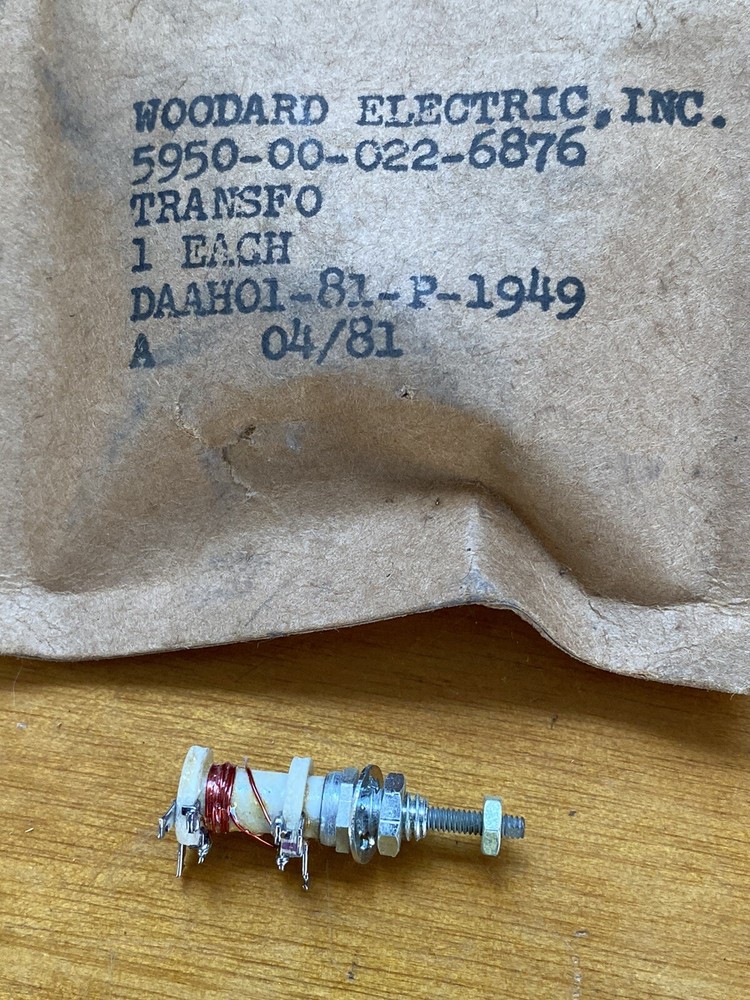 WOODARD ELECTRIC,INC.
5950-00-022-6876
TRANSFO
1 EACH
DAAH01-81-P-1949
A 04/81